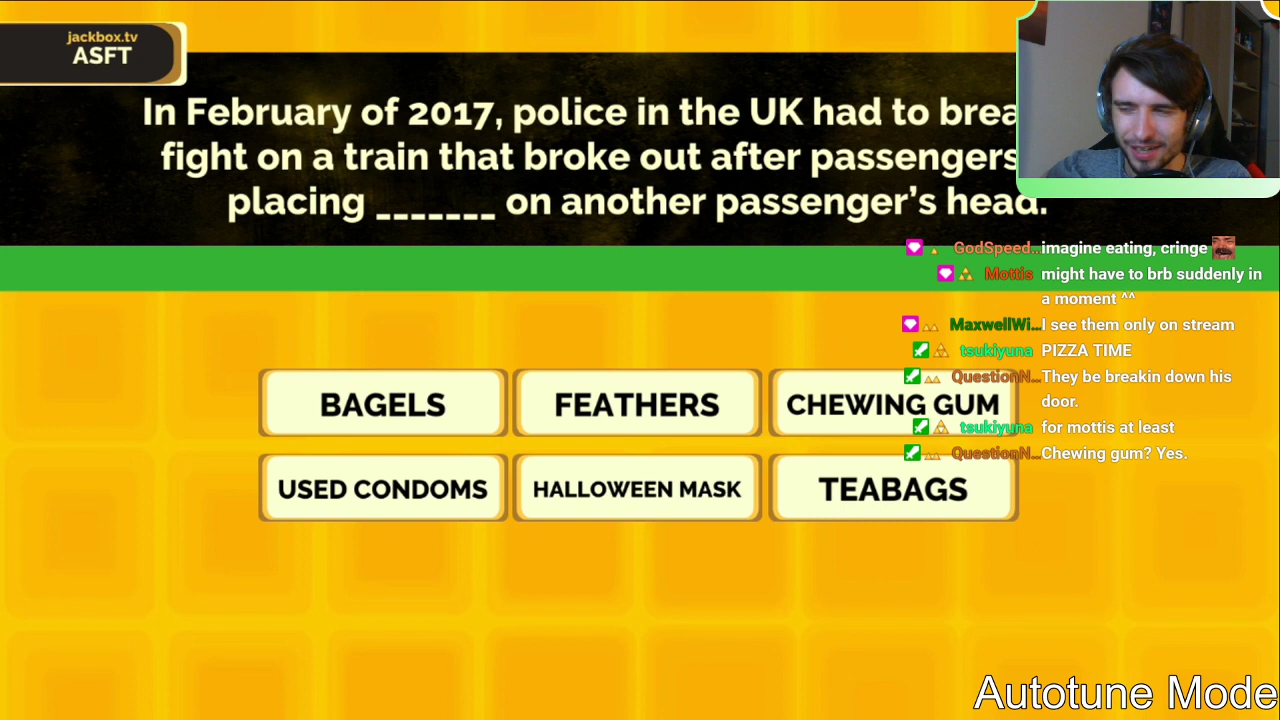 jackbox.tv
ASFT
In February of 2017, police in the UK had to brea
fight on a train that broke out after passengers
placing _______ on another passenger's head.
GodSpeed.. imagine eating, cringe
Mottis might have to brb suddenly in
a moment ^^
MaxwellWi... I see them only on stream
tsukiyuna PIZZA TIME
QuestionN... They be breakin down his
door.
tsukiyuna for mottis at least
QuestionN... Chewing gum? Yes.
BAGELS
FEATHERS
CHEWING GUM
USED CONDOMS
HALLOWEEN MASK
TEABAGS
Autotune Mode